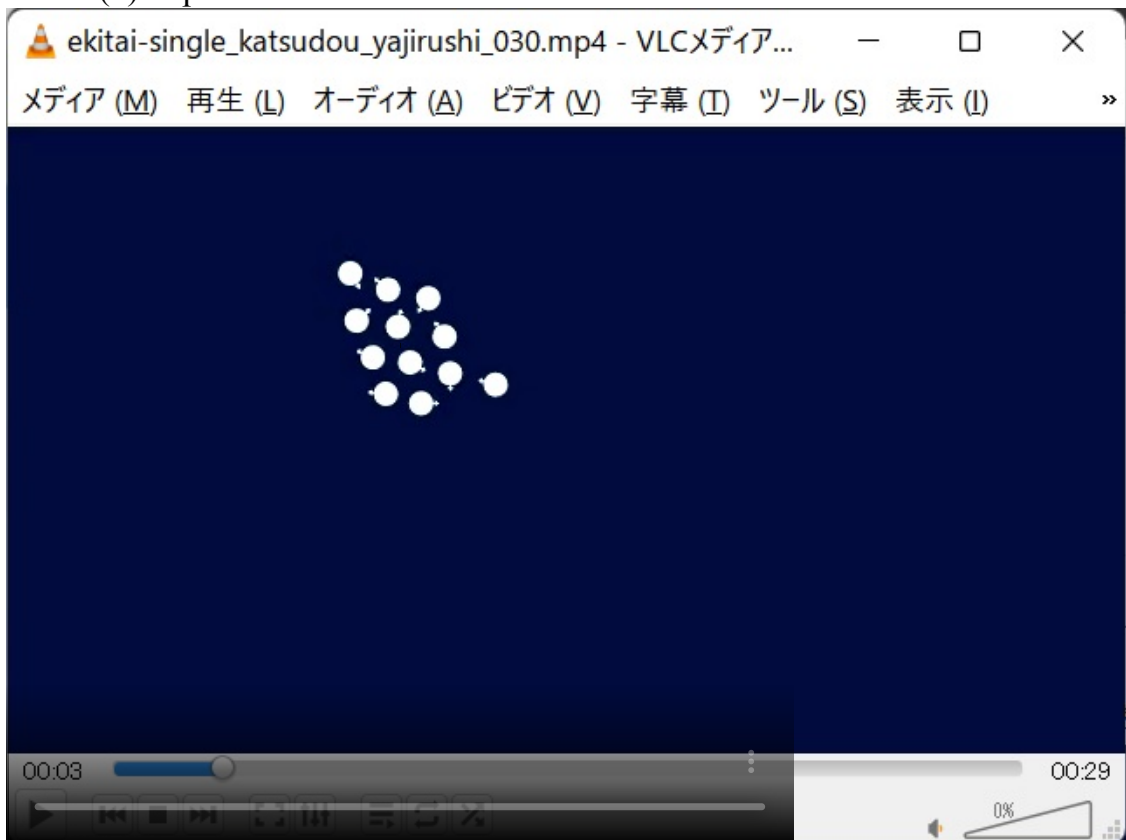 ekitai-single_katsudou_yajirushi_030.mp4 - VLCメディア...
メディア (M) 再生 (L) オーディオ (A) ビデオ (V) 字幕 (T) ツール (S) 表示 (I) »
00:03 00:29
0%